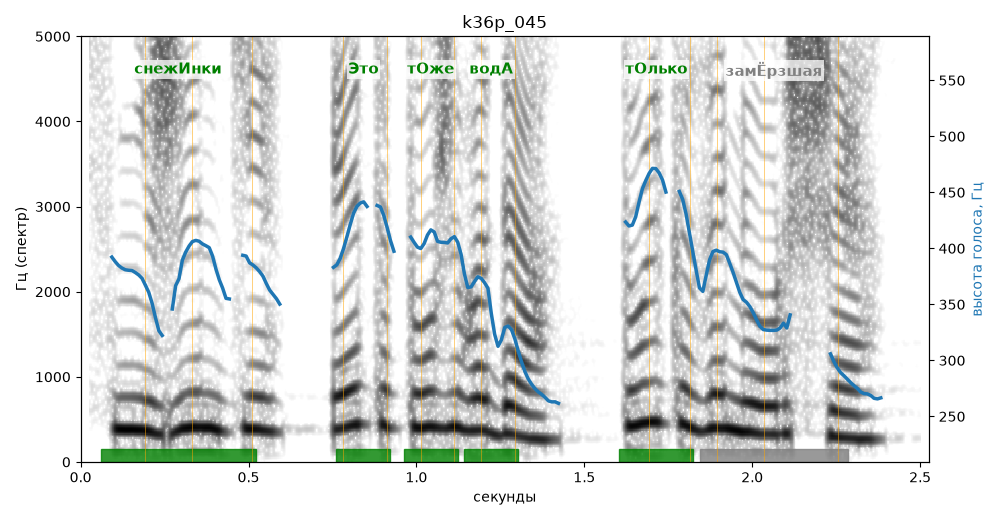 k36p_045
снежИнки Это тОже водА тОлько замЁрзшая
5000
4000
3000
2000
1000
0
Гц (спектр)
550
500
450
400
350
300
250
высота голоса, Гц
0.0 0.5 1.0 1.5 2.0 2.5
секунды